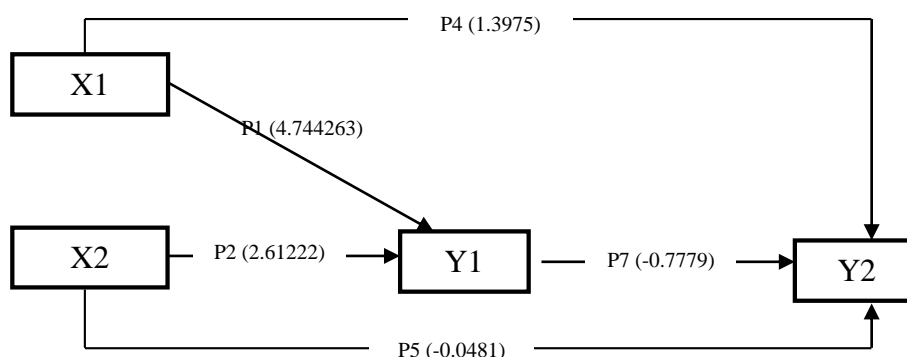 P4 (1.3975)
X1
P1 (4.744263)
X2
P2 (2.61222)
Y1
P7 (-0.7779)
Y2
P5 (-0.0481)